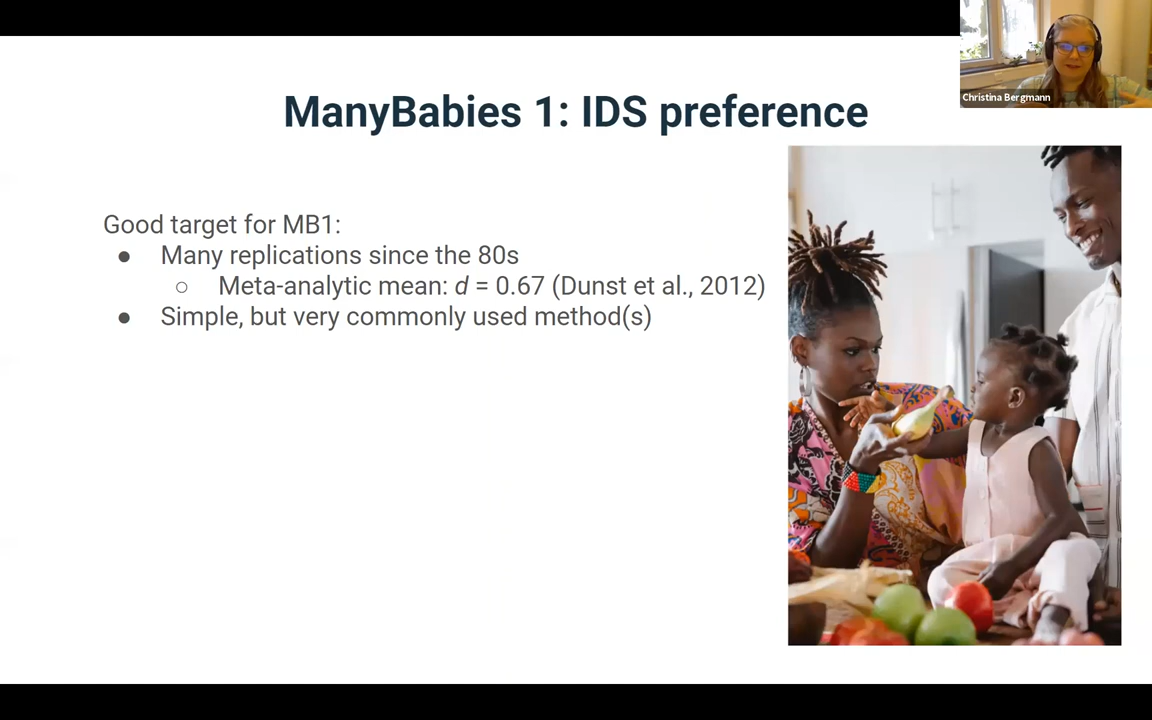 ManyBabies 1: IDS preference
Christina Bergmann
Good target for MB1:
● Many replications since the 80s
○ Meta-analytic mean: d = 0.67 (Dunst et al., 2012)
● Simple, but very commonly used method(s)